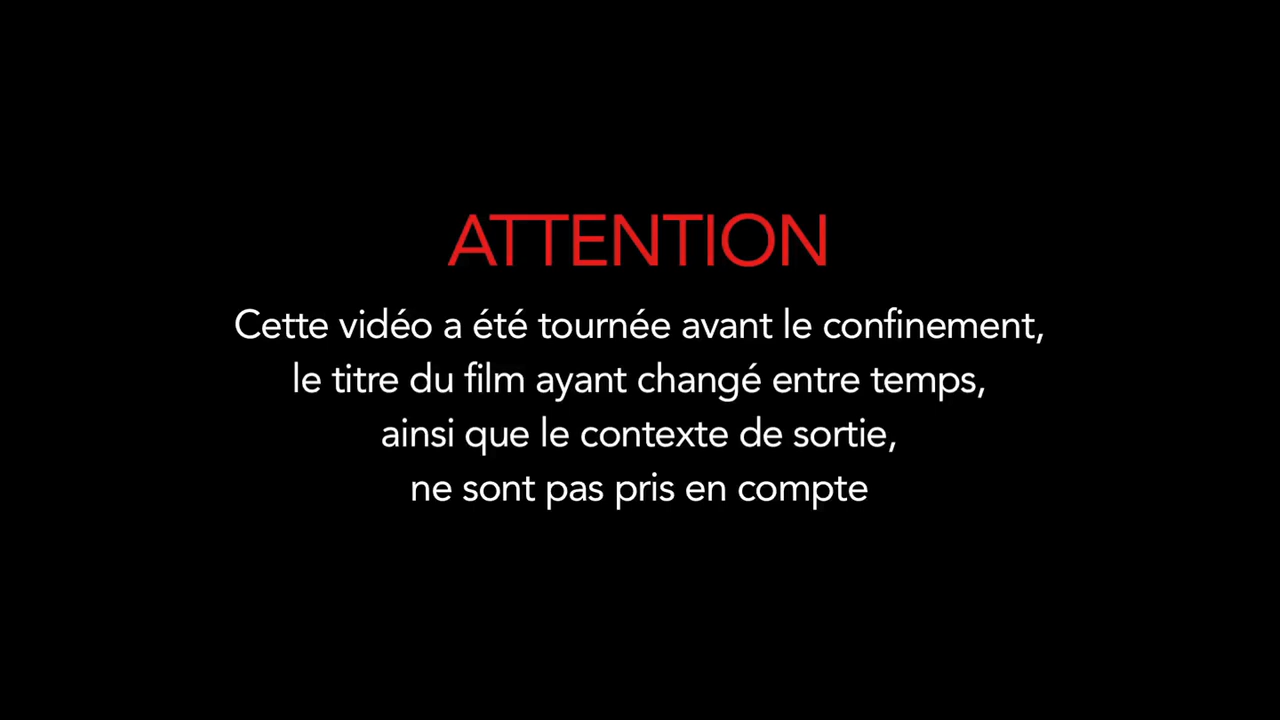 ATTENTION
Cette vidéo a été tournée avant le confinement,
le titre du film ayant changé entre temps,
ainsi que le contexte de sortie,
ne sont pas pris en compte